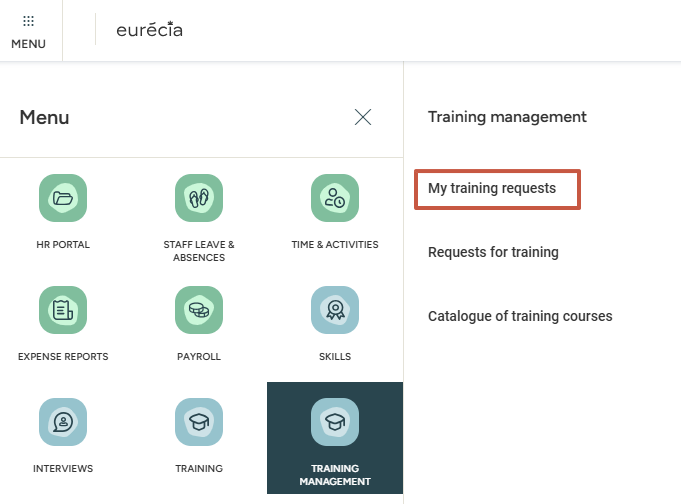 MENU
eurécia
Menu
HR PORTAL
STAFF LEAVE &
ABSENCES
TIME & ACTIVITIES
EXPENSE REPORTS
PAYROLL
SKILLS
INTERVIEWS
TRAINING
TRAINING
MANAGEMENT
Training management
My training requests
Requests for training
Catalogue of training courses